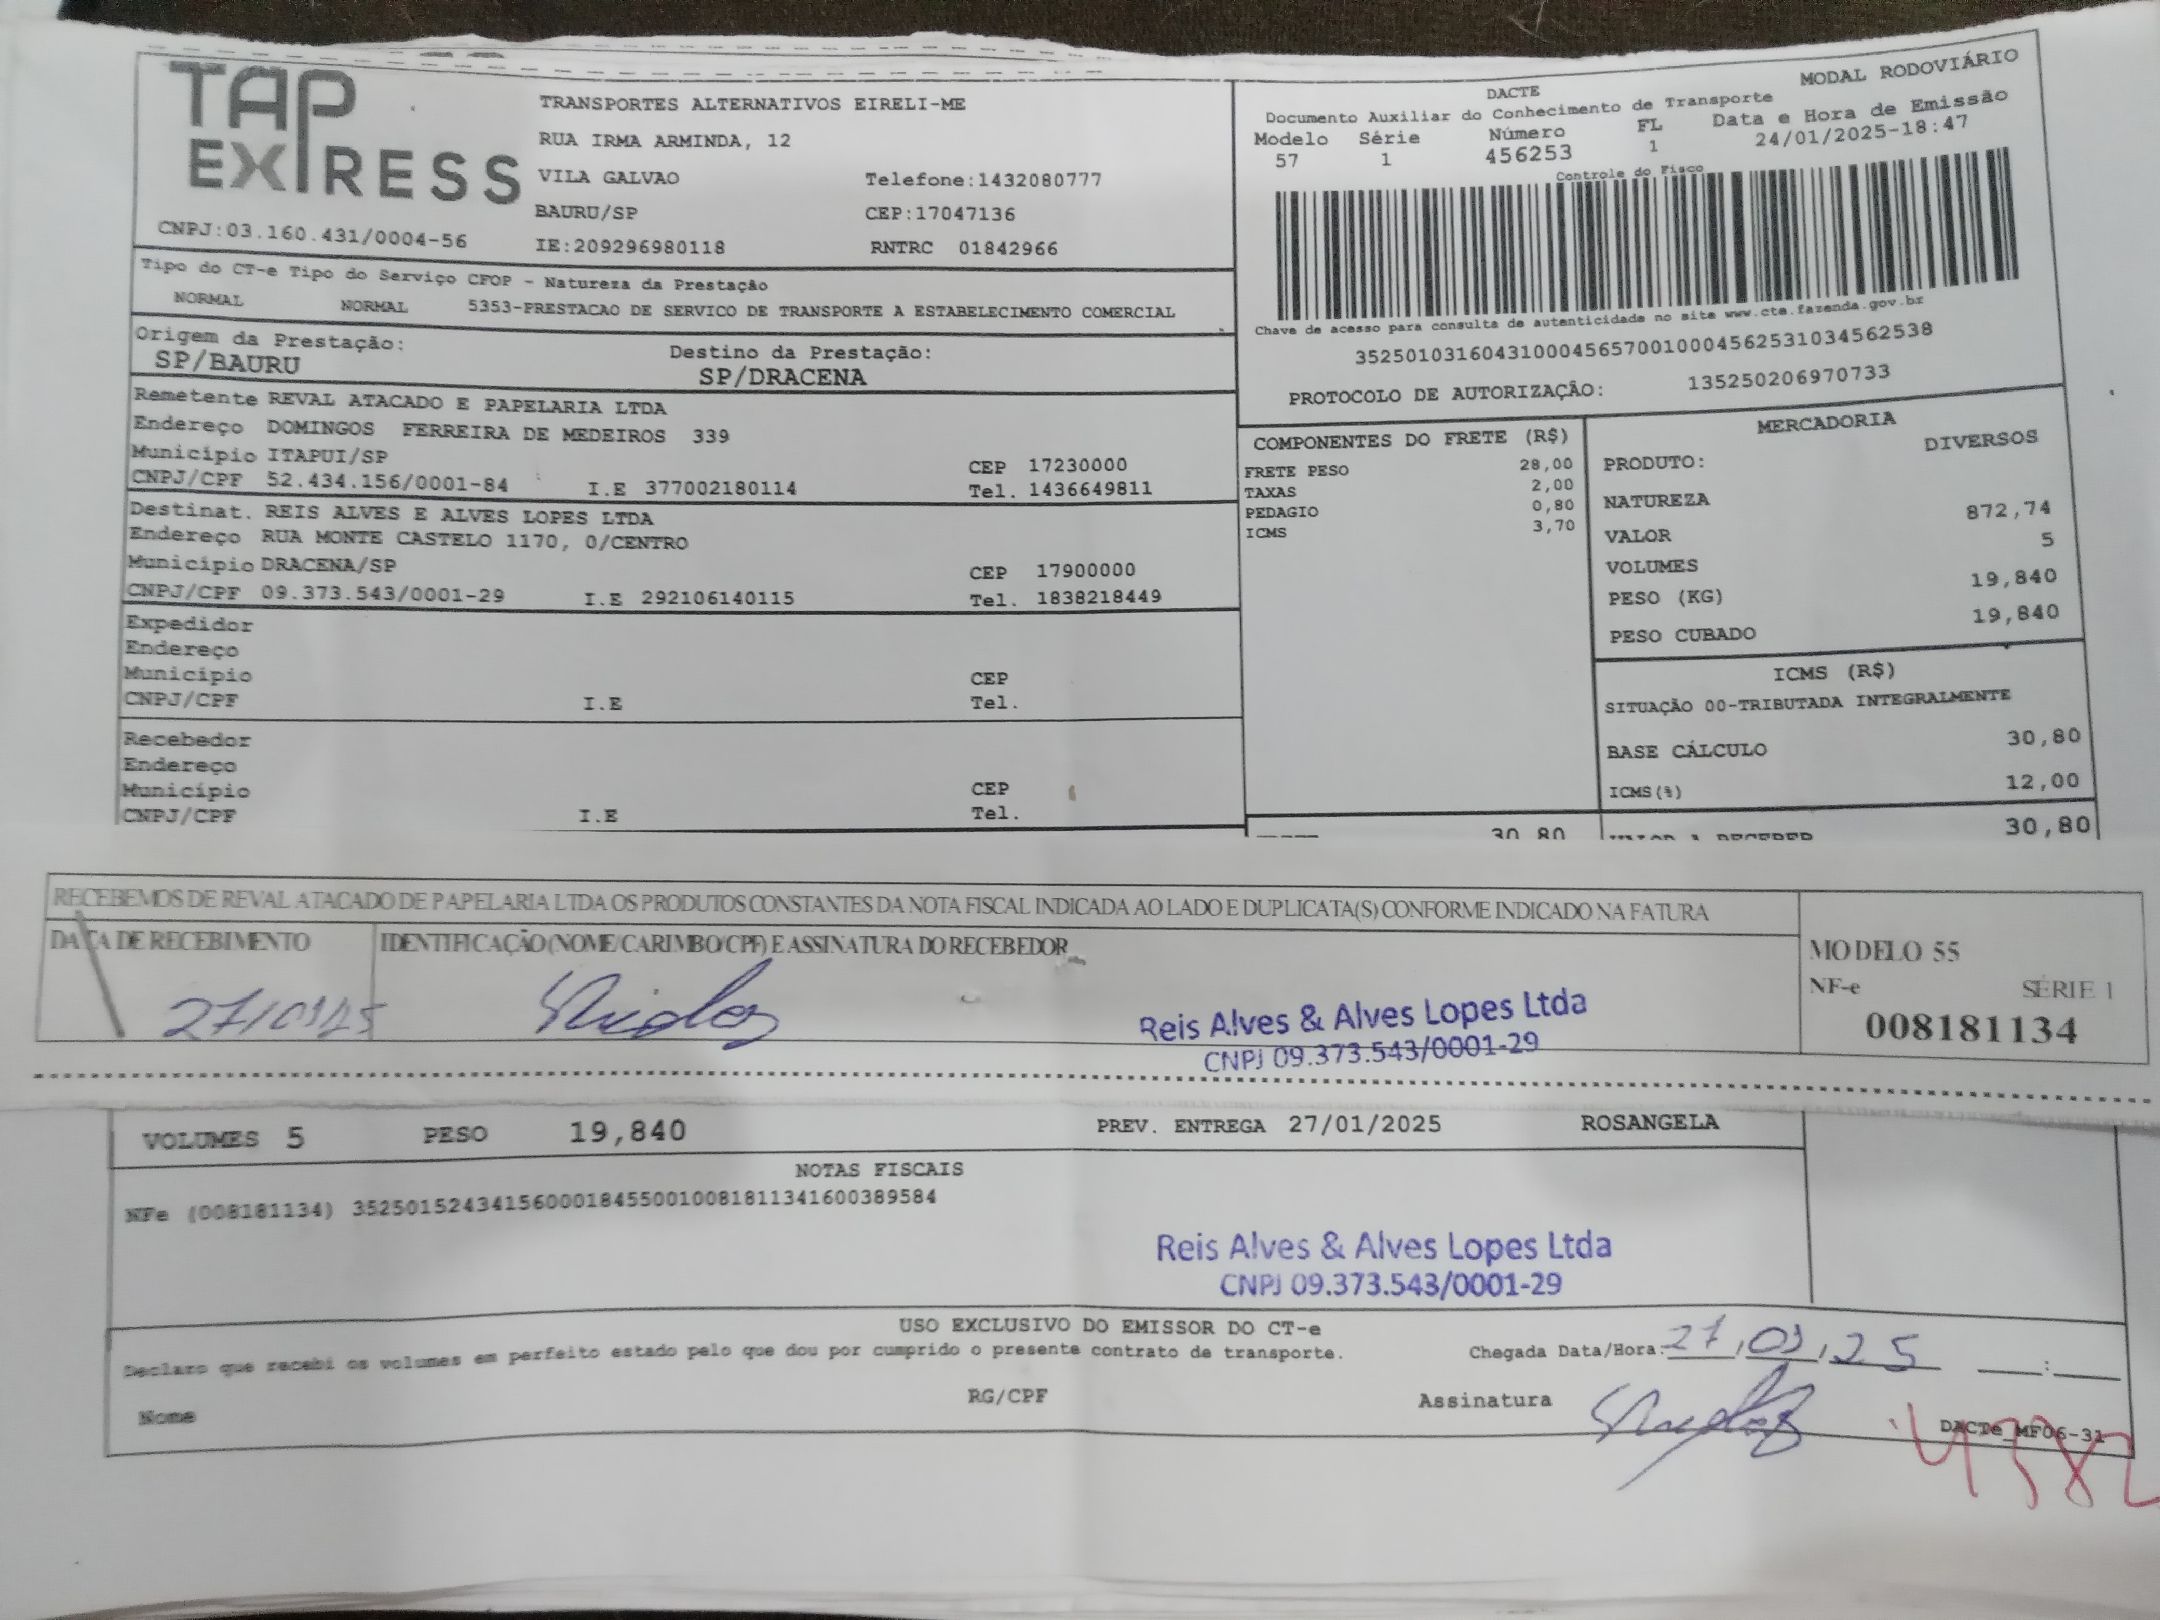 TAP EXPRESS
TRANSPORTES ALTERNATIVOS EIRELI-ME
RUA IRMA ARMINDA, 12
VILA GALVAO Telefone:1432080777
BAURU/SP CEP:17047136
CNPJ:03.160.431/0004-56 IE:209296980118 RNTRC 01842966
DACTE MODAL RODOVIÁRIO
Documento Auxiliar do Conhecimento de Transporte
Modelo Série Número FL Data e Hora de Emissão
57 1 456253 1 24/01/2025-18:47
Controle do Fisco
Chave de acesso para consulta de autenticidade no site www.cte.fazenda.gov.br
35250103160431000456570010004562531034562538
PROTOCOLO DE AUTORIZAÇÃO: 135250206970733
Tipo do CT-e Tipo do Serviço CFOP - Natureza da Prestação
NORMAL NORMAL 5353-PRESTACAO DE SERVICO DE TRANSPORTE A ESTABELECIMENTO COMERCIAL
Origem da Prestação: Destino da Prestação:
SP/BAURU SP/DRACENA
Remetente REVAL ATACADO E PAPELARIA LTDA
Endereço DOMINGOS FERREIRA DE MEDEIROS 339
Município ITAPUI/SP CEP 17230000
CNPJ/CPF 52.434.156/0001-84 I.E 377002180114 Tel. 1436649811
Destinat. REIS ALVES E ALVES LOPES LTDA
Endereço RUA MONTE CASTELO 1170, 0/CENTRO
Município DRACENA/SP CEP 17900000
CNPJ/CPF 09.373.543/0001-29 I.E 292106140115 Tel. 1838218449
Expedidor
Endereço
Município CEP
CNPJ/CPF I.E Tel.
Recebedor
Endereço
Município CEP
CNPJ/CPF I.E Tel.
COMPONENTES DO FRETE (R$)
FRETE PESO 28,00
TAXAS 2,00
PEDAGIO 0,80
ICMS 3,70
30,80
MERCADORIA
PRODUTO: DIVERSOS
NATUREZA
VALOR 872,74
VOLUMES 5
PESO (KG) 19,840
PESO CUBADO 19,840
ICMS (R$)
SITUAÇÃO 00-TRIBUTADA INTEGRALMENTE
BASE CÁLCULO 30,80
ICMS(%) 12,00
VALOR A RECEBER 30,80
RECEBEMOS DE REVAL ATACADO DE PAPELARIA LTDA OS PRODUTOS CONSTANTES DA NOTA FISCAL INDICADA AO LADO E DUPLICATA(S) CONFORME INDICADO NA FATURA
DATA DE RECEBIMENTO IDENTIFICAÇÃO (NOME/CARIMBO/CPF) E ASSINATURA DO RECEBEDOR
27/01/25
Reis Alves & Alves Lopes Ltda
CNPJ 09.373.543/0001-29
MODELO 55
NF-e SÉRIE 1
008181134
VOLUMES 5 PESO 19,840 PREV. ENTREGA 27/01/2025 ROSANGELA
NOTAS FISCAIS
NFe (008181134) 35250152434156000184550010081811341600389584
Reis Alves & Alves Lopes Ltda
CNPJ 09.373.543/0001-29
USO EXCLUSIVO DO EMISSOR DO CT-e
Declaro que recebi os volumes em perfeito estado pelo que dou por cumprido o presente contrato de transporte. Chegada Data/Hora: 27/01/25 :
Nome RG/CPF Assinatura
DACTe_MF06-31